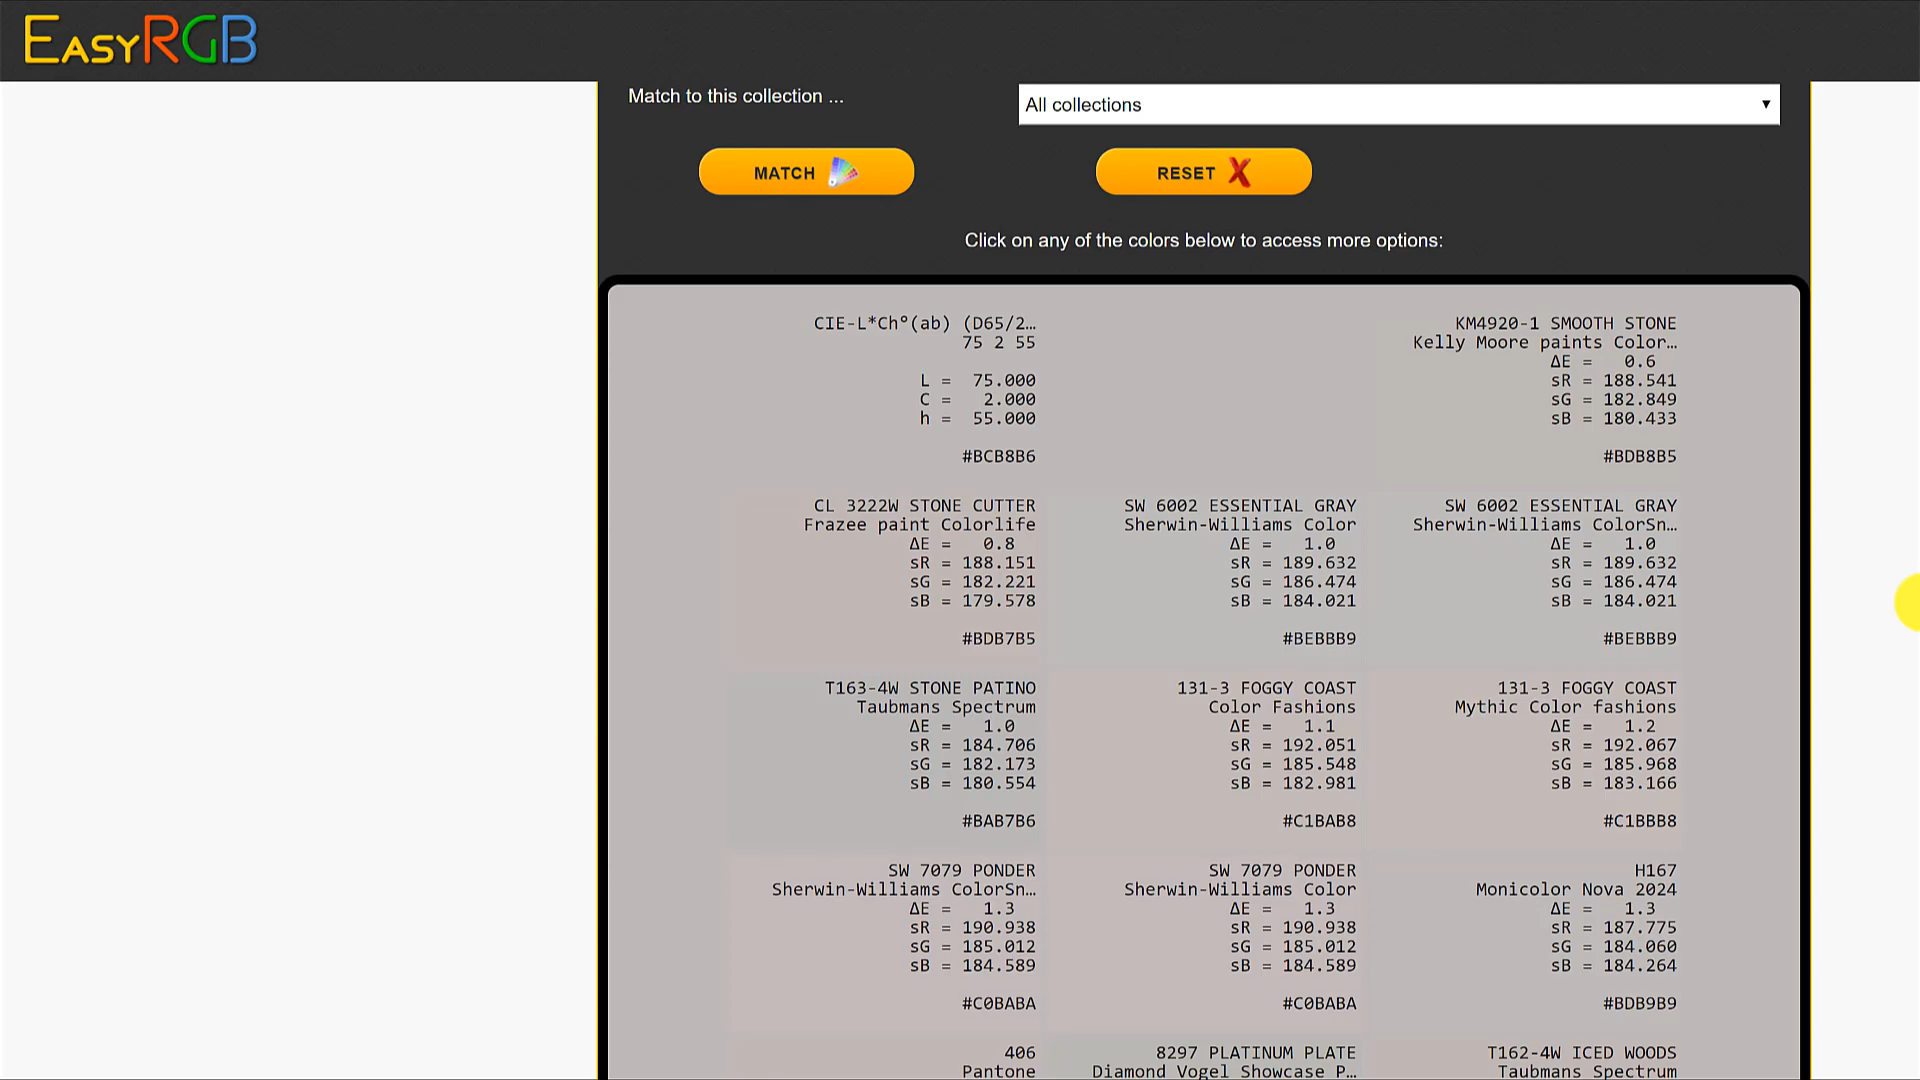 EasyRGB
Match to this collection ...
All collections
MATCH
RESET
Click on any of the colors below to access more options:
CIE-L*Ch°(ab) (D65/2…
75 2 55
L = 75.000
C = 2.000
h = 55.000
#BCB8B6
KM4920-1 SMOOTH STONE
Kelly Moore paints Color…
ΔE = 0.6
sR = 188.541
sG = 182.849
sB = 180.433
#BDB8B5
CL 3222W STONE CUTTER
Frazee paint Colorlife
ΔE = 0.8
sR = 188.151
sG = 182.221
sB = 179.578
#BDB7B5
SW 6002 ESSENTIAL GRAY
Sherwin-Williams Color
ΔE = 1.0
sR = 189.632
sG = 186.474
sB = 184.021
#BEBBB9
SW 6002 ESSENTIAL GRAY
Sherwin-Williams ColorSn…
ΔE = 1.0
sR = 189.632
sG = 186.474
sB = 184.021
#BEBBB9
T163-4W STONE PATINO
Taubmans Spectrum
ΔE = 1.0
sR = 184.706
sG = 182.173
sB = 180.554
#BAB7B6
131-3 FOGGY COAST
Color Fashions
ΔE = 1.1
sR = 192.051
sG = 185.548
sB = 182.981
#C1BAB8
131-3 FOGGY COAST
Mythic Color fashions
ΔE = 1.2
sR = 192.067
sG = 185.968
sB = 183.166
#C1BBB8
SW 7079 PONDER
Sherwin-Williams ColorSn…
ΔE = 1.3
sR = 190.938
sG = 185.012
sB = 184.589
#C0BABA
SW 7079 PONDER
Sherwin-Williams Color
ΔE = 1.3
sR = 190.938
sG = 185.012
sB = 184.589
#C0BABA
H167
Monicolor Nova 2024
ΔE = 1.3
sR = 187.775
sG = 184.060
sB = 184.264
#BDB9B9
406
Pantone
8297 PLATINUM PLATE
Diamond Vogel Showcase P…
T162-4W ICED WOODS
Taubmans Spectrum